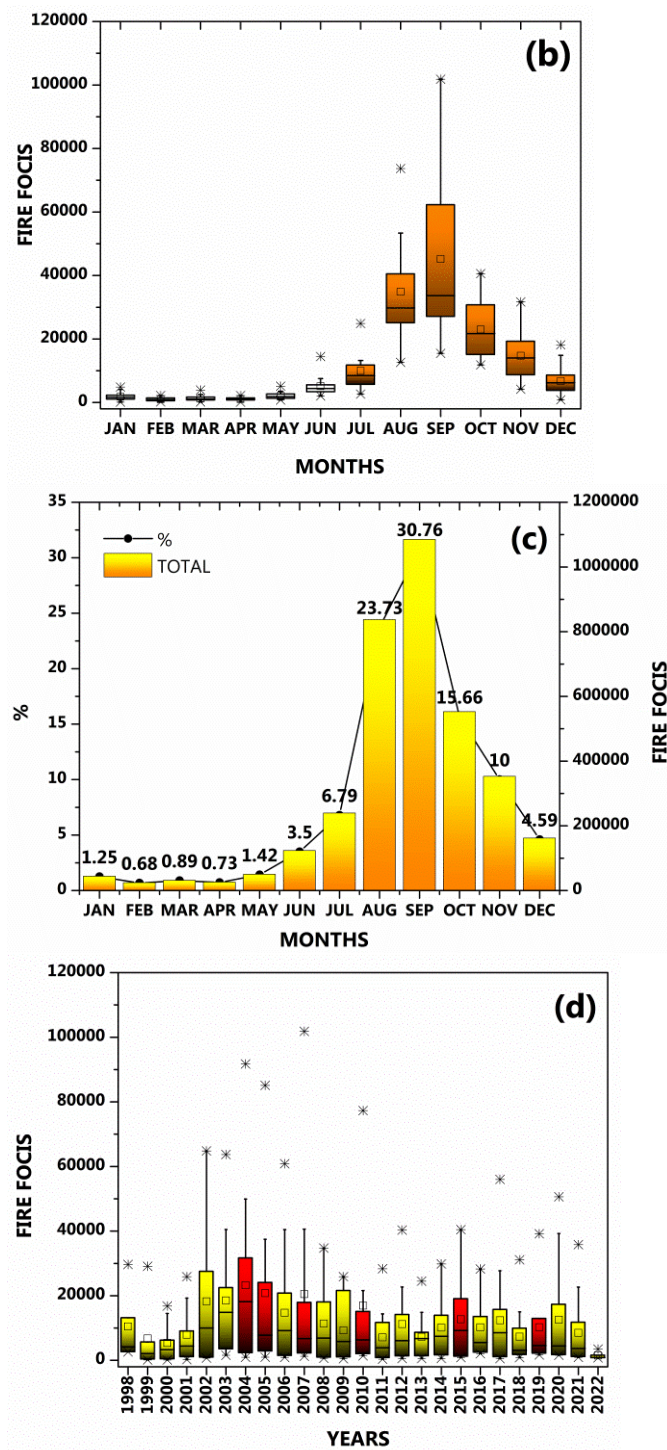 120000
(b)
100000
80000
60000
40000
20000
0
FIRE FOCIS
JAN FEB MAR APR MAY JUN JUL AUG SEP OCT NOV DEC
MONTHS
35
1200000
30.76
(c)
%
TOTAL
30
1000000
25
23.73
800000
20
600000
15
15.66
400000
10
10
6.79
200000
5
4.59
3.5
1.25 0.68 0.89 0.73 1.42
0
0
%
FIRE FOCIS
JAN FEB MAR APR MAY JUN JUL AUG SEP OCT NOV DEC
MONTHS
120000
(d)
100000
80000
60000
40000
20000
0
FIRE FOCIS
1998 1999 2000 2001 2002 2003 2004 2005 2006 2007 2008 2009 2010 2011 2012 2013 2014 2015 2016 2017 2018 2019 2020 2021 2022
YEARS